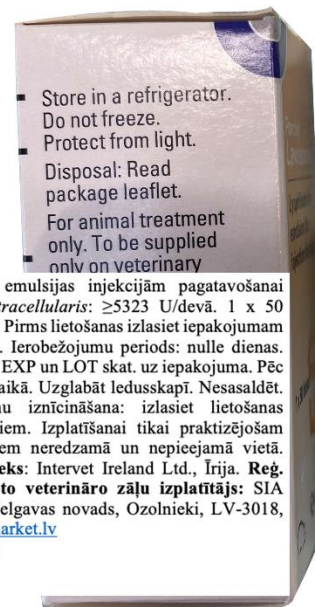 Store in a refrigerator.
Do not freeze.
Protect from light.
Disposal: Read
package leaflet.
For animal treatment
only. To be supplied
only on veterinary
emulsijas injekcijām pagatavošanai
tracellularis: ≥5323 U/devā. 1 x 50
Pirms lietošanas izlasiet iepakojumam
. Ierobežojumu periods: nulle dienas.
EXP un LOT skat. uz iepakojuma. Pēc
aikā. Uzglabāt ledusskapī. Nesasaldēt.
nu iznīcināšana: izlasiet lietošanas
iem. Izplatīšanai tikai praktizējošam
em neredzamā un nepieejamā vietā.
eks: Intervet Ireland Ltd., Īrija. Reģ.
to veterināro zāļu izplatītājs: SIA
elgavas novads, Ozolnieki, LV-3018,
arket.lv